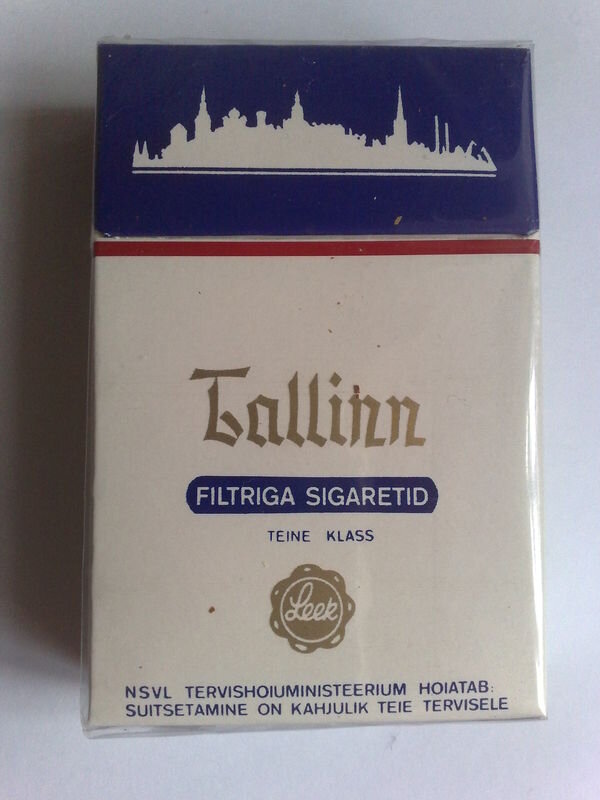 Tallinn
FILTRIGA SIGARETID
TEINE KLASS
Leek
NSVL TERVISHOIUMINISTEERIUM HOIATAB:
SUITSETAMINE ON KAHJULIK TEIE TERVISELE